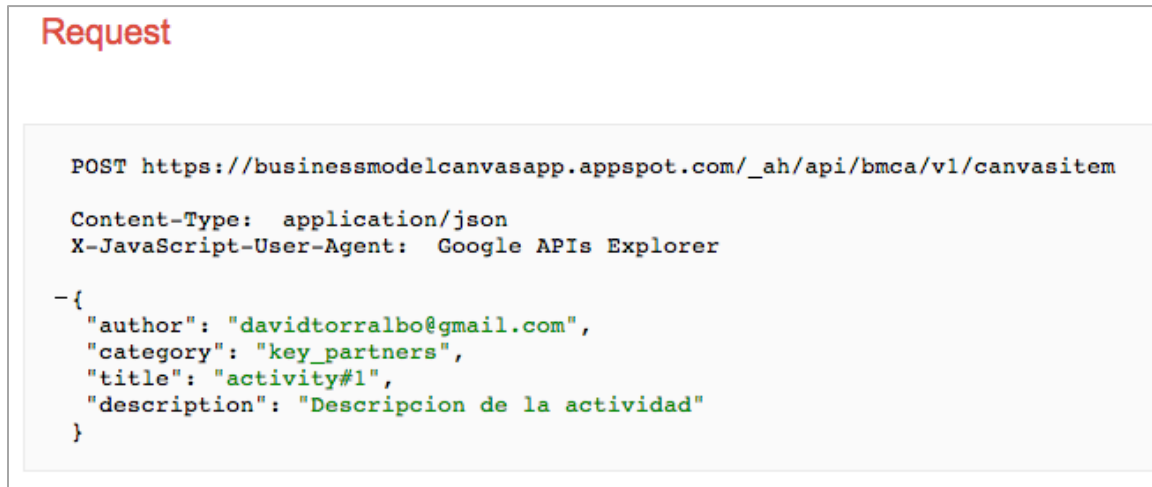 Request
POST https://businessmodelcanvasapp.appspot.com/_ah/api/bmca/v1/canvasitem
Content-Type:  application/json
X-JavaScript-User-Agent:  Google APIs Explorer
-{
"author": "davidtorralbo@gmail.com",
"category": "key_partners",
"title": "activity#1",
"description": "Descripcion de la actividad"
}